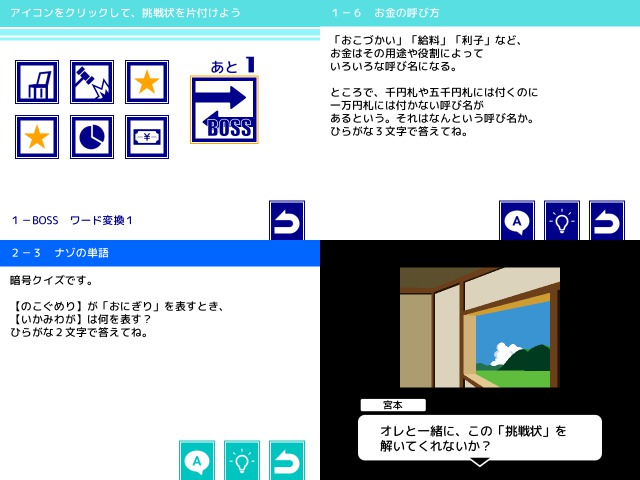 アイコンをクリックして、挑戦状を片付けよう
あと 1
BOSS
1－BOSS　ワード変換1
1－6　お金の呼び方
「おこづかい」「給料」「利子」など、
お金はその用途や役割によって
いろいろな呼び名になる。
ところで、千円札や五千円札には付くのに
一万円札には付かない呼び名が
あるという。それはなんという呼び名か。
ひらがな3文字で答えてね。
A
2－3　ナゾの単語
暗号クイズです。
【のこぐめり】が「おにぎり」を表すとき、
【いかみわが】は何を表す？
ひらがな2文字で答えてね。
A
宮本
オレと一緒に、この「挑戦状」を
解いてくれないか？